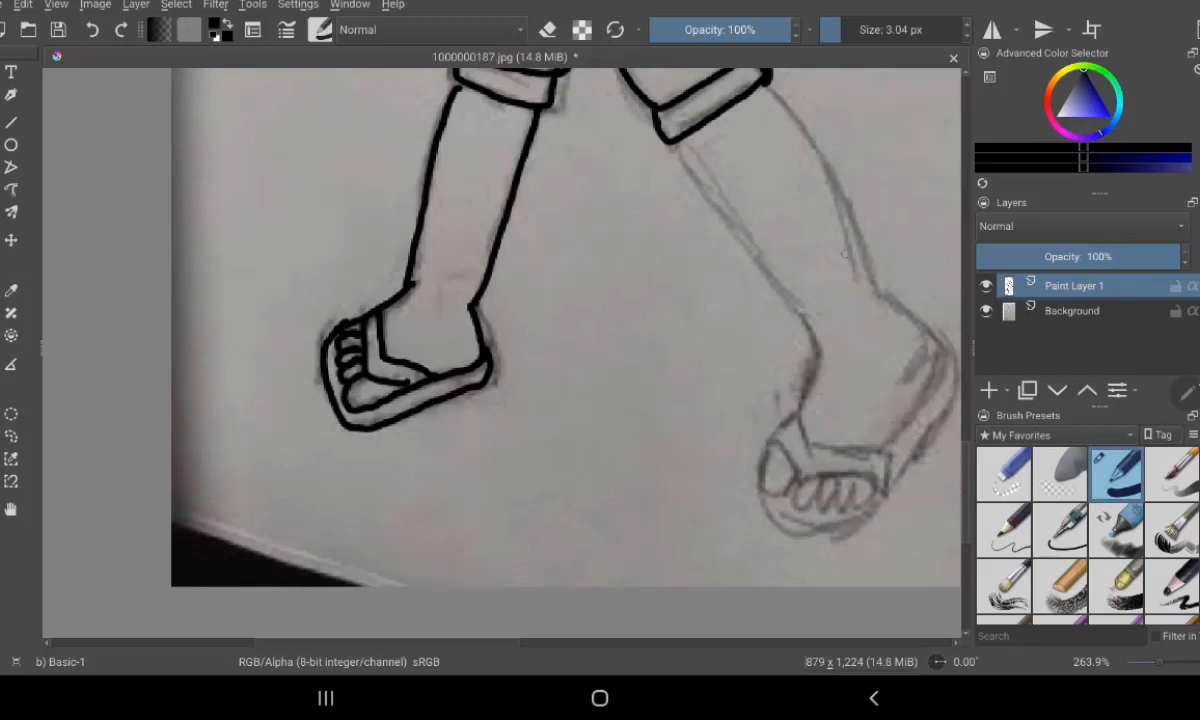 Edit View Image Layer Select Filter Tools Settings Window Help
Normal
Opacity: 100%
Size: 3.04 px
1000000187.jpg (14.8 MiB) *
Advanced Color Selector
Layers
Normal
Opacity: 100%
Paint Layer 1
Background
Brush Presets
★ My Favorites
Tag
Search
Filter in
b) Basic-1
RGB/Alpha (8-bit integer/channel) sRGB
879 x 1,224 (14.8 MiB)
0.00°
263.9%